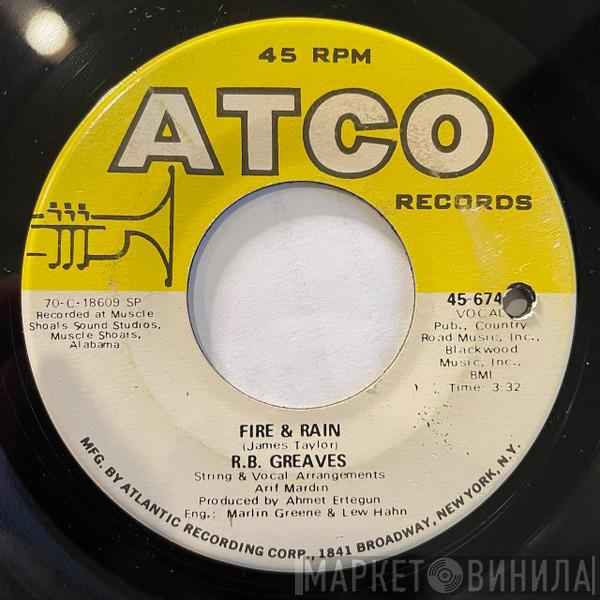 45 RPM
ATCO
RECORDS
70-C-18609 SP
Recorded at Muscle
Shoals Sound Studios,
Muscle Shoals,
Alabama
45-674
VOCAL
Pub., Country
Road Music, Inc.,
Blackwood
Music, Inc.,
BMI
Time: 3:32
FIRE & RAIN
(James Taylor)
R.B. GREAVES
String & Vocal Arrangements
Arif Mardin
Produced by Ahmet Ertegun
Eng.: Marlin Greene & Lew Hahn
MFG. BY ATLANTIC RECORDING CORP., 1841 BROADWAY, NEW YORK, N.Y.
МАРКЕТ ВИНИЛА